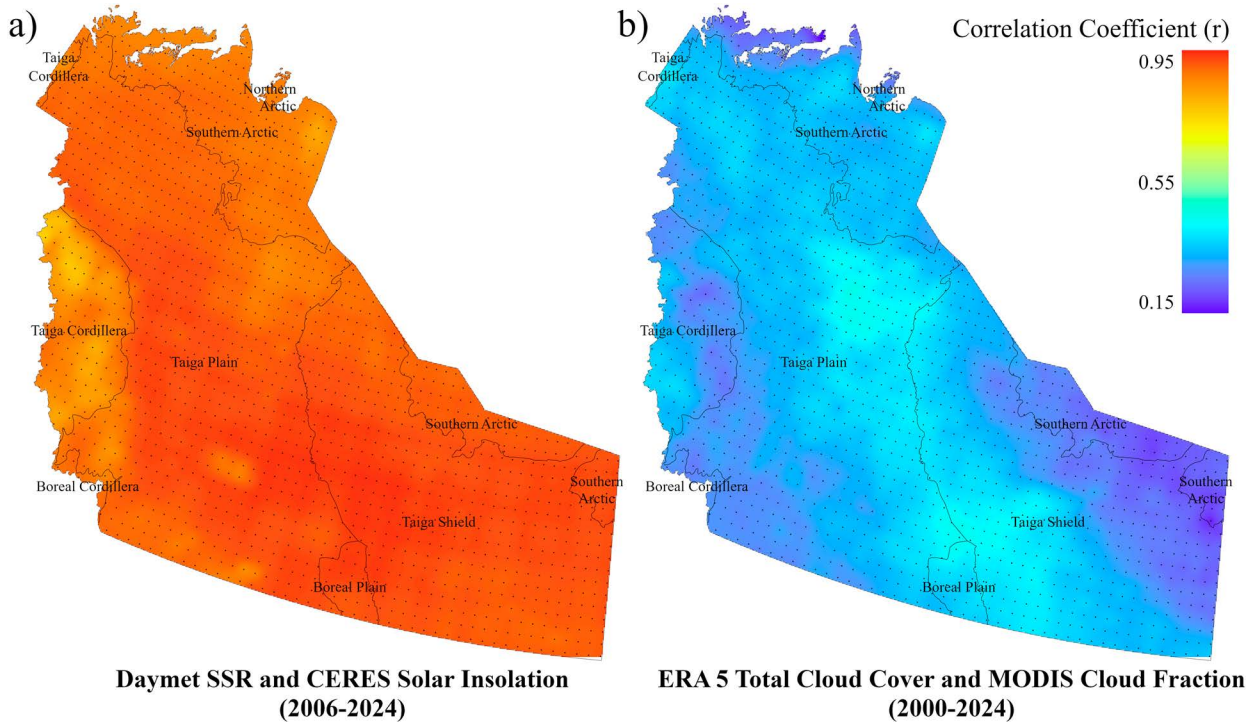 a)
Taiga
Cordillera
Northern
Arctic
Southern Arctic
Taiga Cordillera
Taiga Plain
Southern Arctic
Boreal Cordillera
Southern
Arctic
Taiga Shield
Boreal Plain
Daymet SSR and CERES Solar Insolation
(2006-2024)
b)
Correlation Coefficient (r)
0.95
0.55
0.15
Taiga
Cordillera
Northern
Arctic
Southern Arctic
Taiga Cordillera
Taiga Plain
Southern Arctic
Boreal Cordillera
Southern
Arctic
Taiga Shield
Boreal Plain
ERA 5 Total Cloud Cover and MODIS Cloud Fraction
(2000-2024)